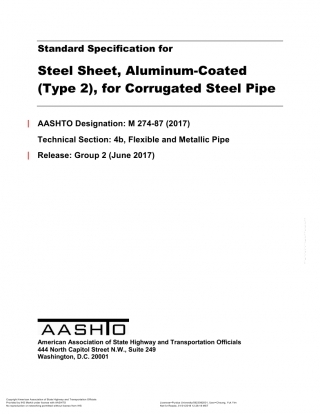 Standard Specification for
Steel Sheet, Aluminum-Coated
(Type 2), for Corrugated Steel Pipe
AASHTO Designation: M 274-87 (2017)
Technical Section: 4b, Flexible and Metallic Pipe
Release: Group 2 (June 2017)
AASHTO
American Association of State Highway and Transportation Officials
444 North Capitol Street N.W., Suite 249
Washington, D.C. 20001